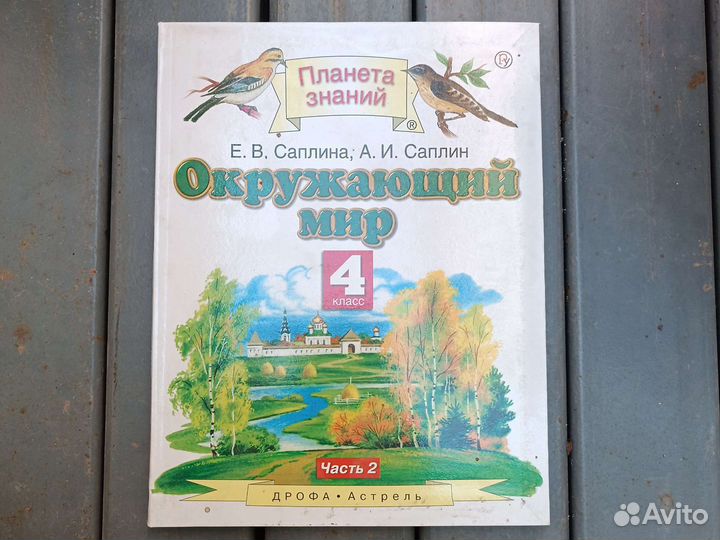 Планета
знаний
®
Е. В. Саплина, А. И. Саплин
Окружающий
мир
4
класс
Часть 2
ДРОФА • Астрель
Avito